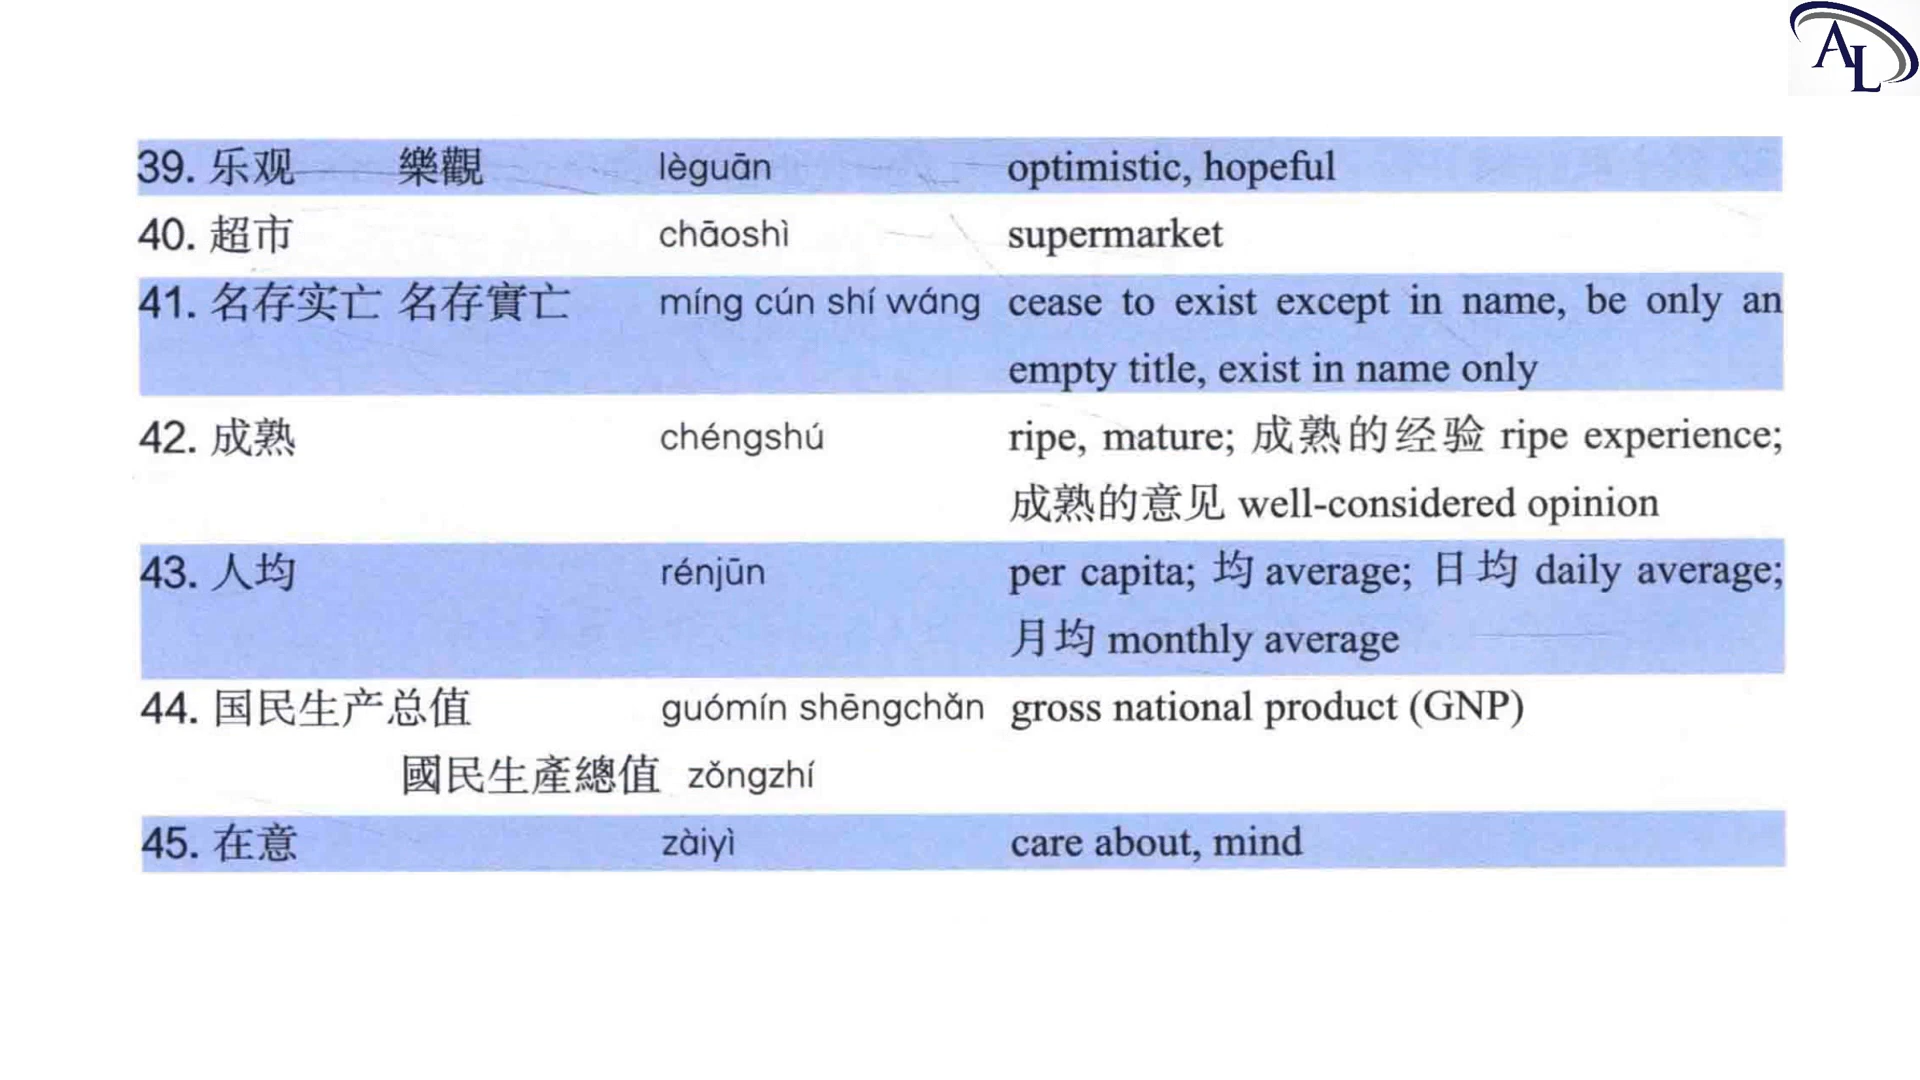 AL
39. 乐观 樂觀 lèguān optimistic, hopeful
40. 超市 chāoshì supermarket
41. 名存实亡 名存實亡 míng cún shí wáng cease to exist except in name, be only an
empty title, exist in name only
42. 成熟 chéngshú ripe, mature; 成熟的经验 ripe experience;
成熟的意见 well-considered opinion
43. 人均 rénjūn per capita; 均 average; 日均 daily average;
月均 monthly average
44. 国民生产总值 guómín shēngchǎn gross national product (GNP)
國民生產總值 zǒngzhí
45. 在意 zàiyì care about, mind